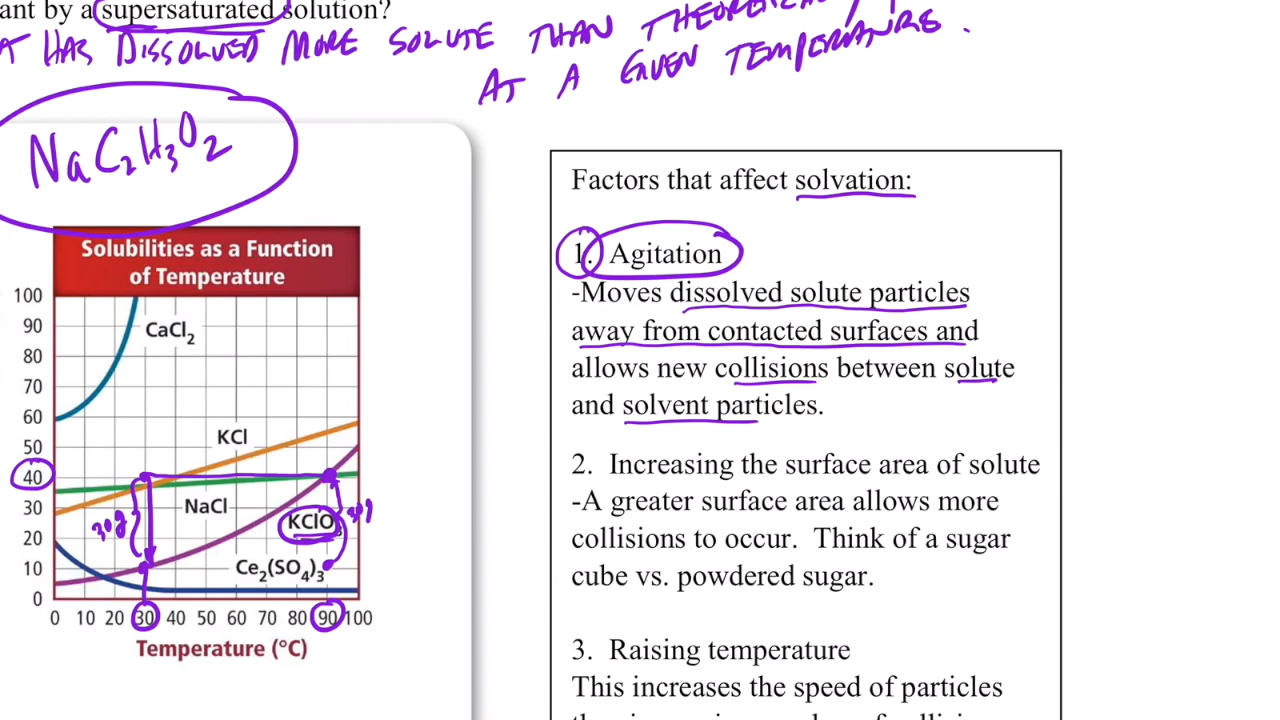 ant by a supersaturated solution?
T HAS DISSOLVED MORE SOLUTE THAN
AT A GIVEN TEMPERATURE.
NaC₂H₃O₂
Solubilities as a Function
of Temperature
100
90
80
70
60
50
40
30
20
10
0
CaCl₂
KCl
NaCl
KClO₃
Ce₂(SO₄)₃
30g
30g
0 10 20 30 40 50 60 70 80 90 100
Temperature (°C)
Factors that affect solvation:
1. Agitation
-Moves dissolved solute particles
away from contacted surfaces and
allows new collisions between solute
and solvent particles.
2. Increasing the surface area of solute
-A greater surface area allows more
collisions to occur. Think of a sugar
cube vs. powdered sugar.
3. Raising temperature
This increases the speed of particles